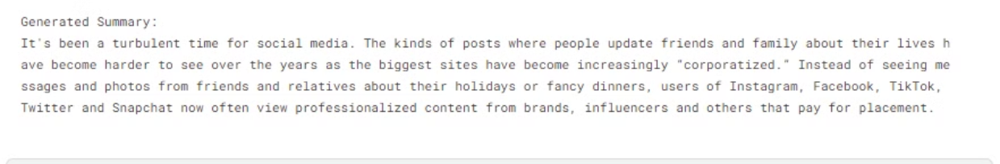 Generated Summary:
It's been a turbulent time for social media. The kinds of posts where people update friends and family about their lives h
ave become harder to see over the years as the biggest sites have become increasingly "corporatized." Instead of seeing me
ssages and photos from friends and relatives about their holidays or fancy dinners, users of Instagram, Facebook, TikTok,
Twitter and Snapchat now often view professionalized content from brands, influencers and others that pay for placement.